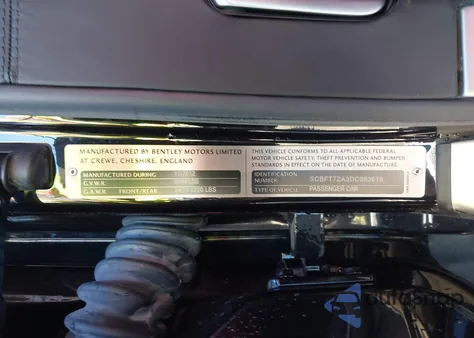 MANUFACTURED BY BENTLEY MOTORS LIMITED
AT CREWE, CHESHIRE, ENGLAND
MANUFACTURED DURING
G.V.W.R.
G.A.W.R. FRONT/REAR LBS
THIS VEHICLE CONFORMS TO ALL APPLICABLE FEDERAL
MOTOR VEHICLE SAFETY, THEFT PREVENTION AND BUMPER
STANDARDS IN EFFECT ON THE DATE OF MANUFACTURE
IDENTIFICATION
NUMBER
TYPE OF VEHICLE PASSENGER CAR
autoshop